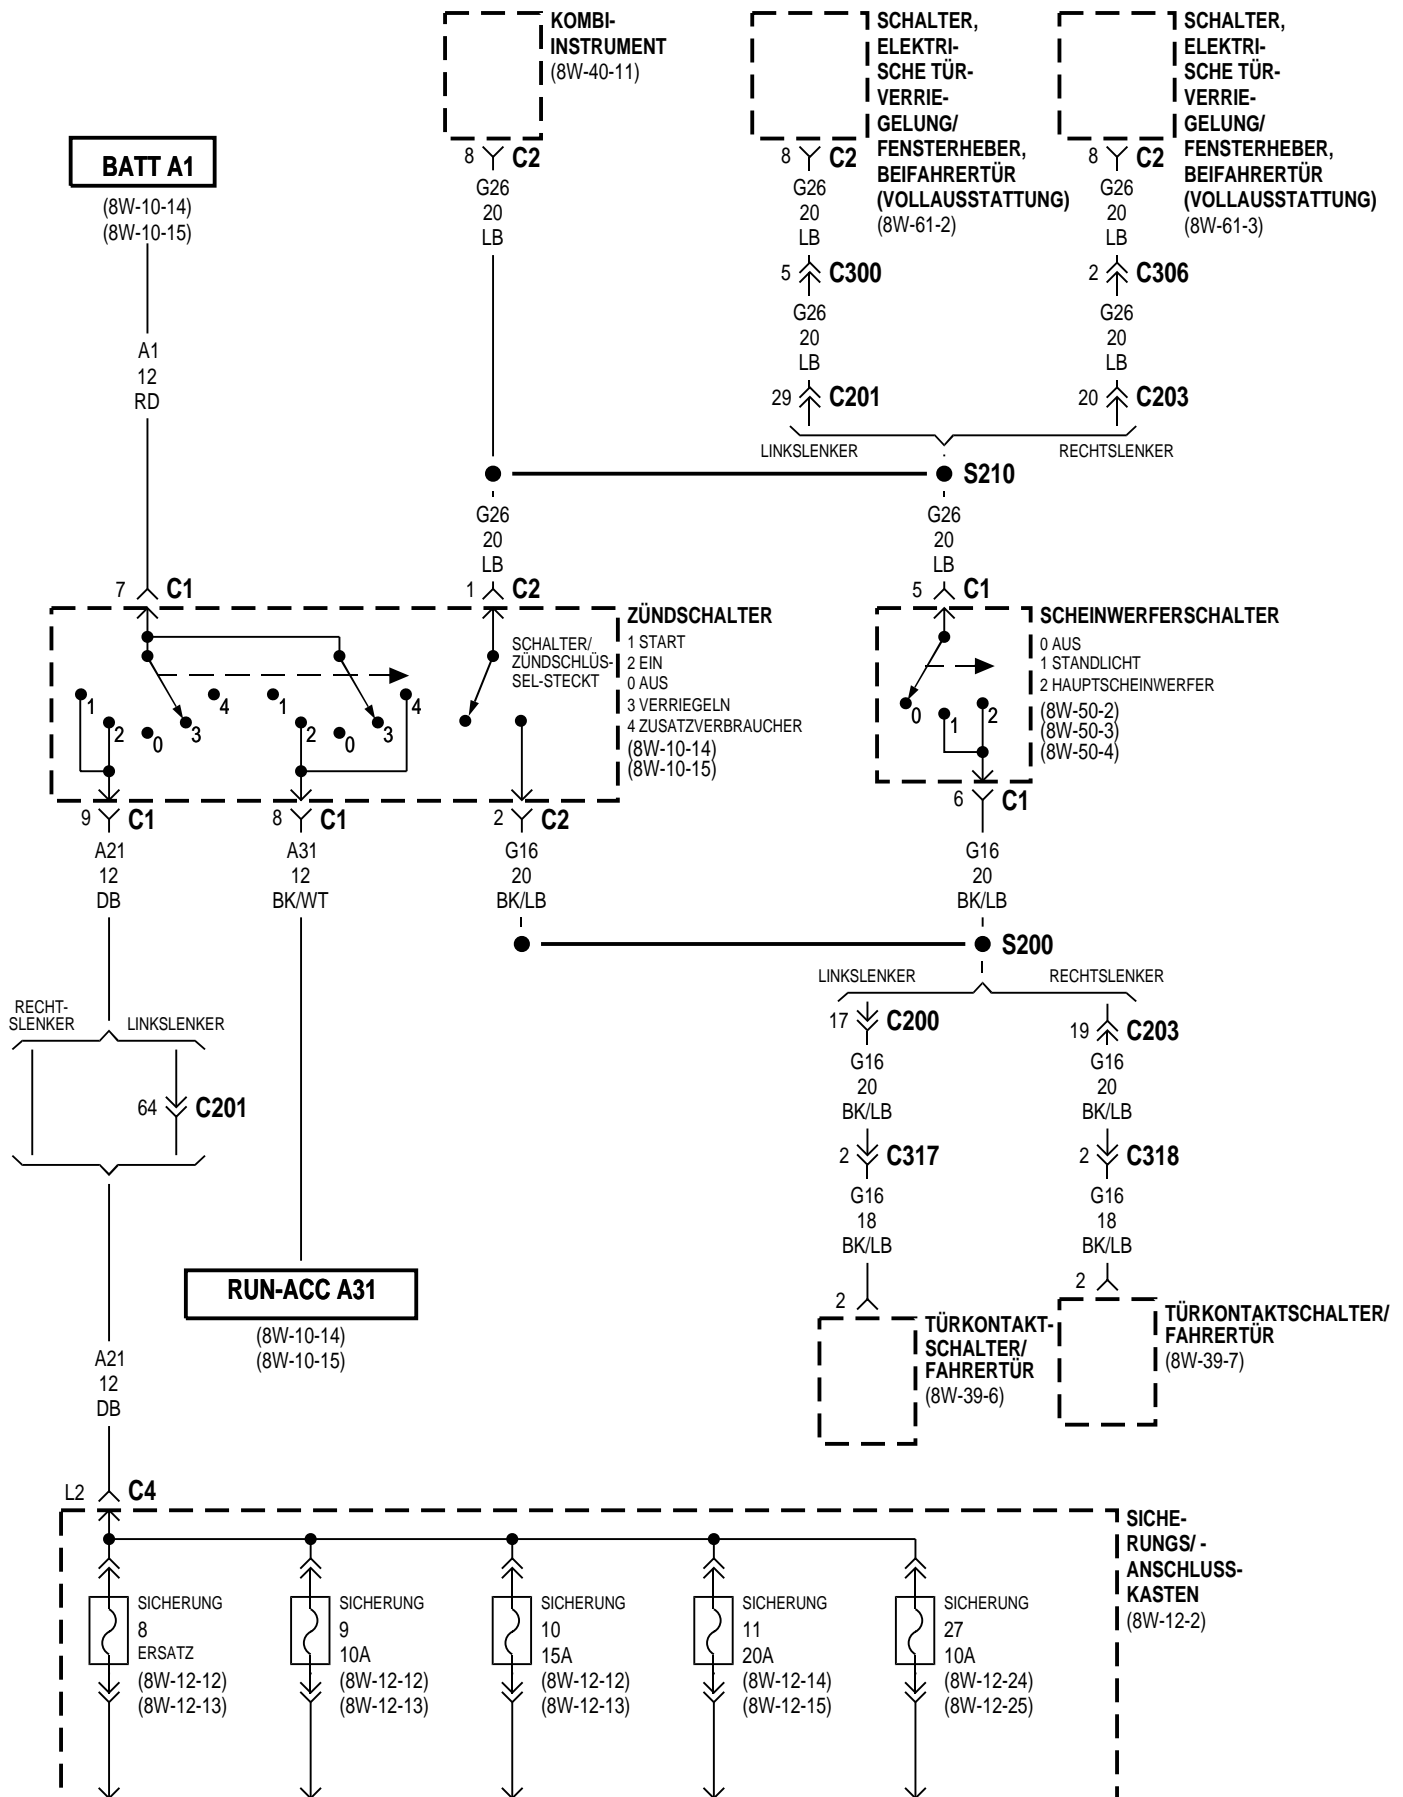 KOMBI-
INSTRUMENT
(8W-40-11)
8 C2
G26
20
LB
SCHALTER,
ELEKTRI-
SCHE TÜR-
VERRIE-
GELUNG/
FENSTERHEBER,
BEIFAHRERTÜR
(VOLLAUSSTATTUNG)
(8W-61-2)
8 C2
G26
20
LB
5 C300
G26
20
LB
29 C201
LINKSLENKER
SCHALTER,
ELEKTRI-
SCHE TÜR-
VERRIE-
GELUNG/
FENSTERHEBER,
BEIFAHRERTÜR
(VOLLAUSSTATTUNG)
(8W-61-3)
8 C2
G26
20
LB
2 C306
G26
20
LB
20 C203
RECHTSLENKER
S210
BATT A1
(8W-10-14)
(8W-10-15)
A1
12
RD
7 C1
G26
20
LB
1 C2
G26
20
LB
5 C1
ZÜNDSCHALTER
1 START
2 EIN
0 AUS
3 VERRIEGELN
4 ZUSATZVERBRAUCHER
(8W-10-14)
(8W-10-15)
SCHALTER/
ZÜNDSCHLÜS-
SEL-STECKT
1
2
0
3
4
1
2
0
3
4
SCHEINWERFERSCHALTER
0 AUS
1 STANDLICHT
2 HAUPTSCHEINWERFER
(8W-50-2)
(8W-50-3)
(8W-50-4)
0
1
2
9 C1
A21
12
DB
8 C1
A31
12
BK/WT
2 C2
G16
20
BK/LB
6 C1
G16
20
BK/LB
S200
LINKSLENKER
RECHTSLENKER
17 C200
G16
20
BK/LB
2 C317
G16
18
BK/LB
2
TÜRKONTAKT-
SCHALTER/
FAHRERTÜR
(8W-39-6)
19 C203
G16
20
BK/LB
2 C318
G16
18
BK/LB
2
TÜRKONTAKTSCHALTER/
FAHRERTÜR
(8W-39-7)
RECHT-
SLENKER
LINKSLENKER
64 C201
RUN-ACC A31
(8W-10-14)
(8W-10-15)
A21
12
DB
L2 C4
SICHE-
RUNGS/ -
ANSCHLUSS-
KASTEN
(8W-12-2)
SICHERUNG
8
ERSATZ
(8W-12-12)
(8W-12-13)
SICHERUNG
9
10A
(8W-12-12)
(8W-12-13)
SICHERUNG
10
15A
(8W-12-12)
(8W-12-13)
SICHERUNG
11
20A
(8W-12-14)
(8W-12-15)
SICHERUNG
27
10A
(8W-12-24)
(8W-12-25)